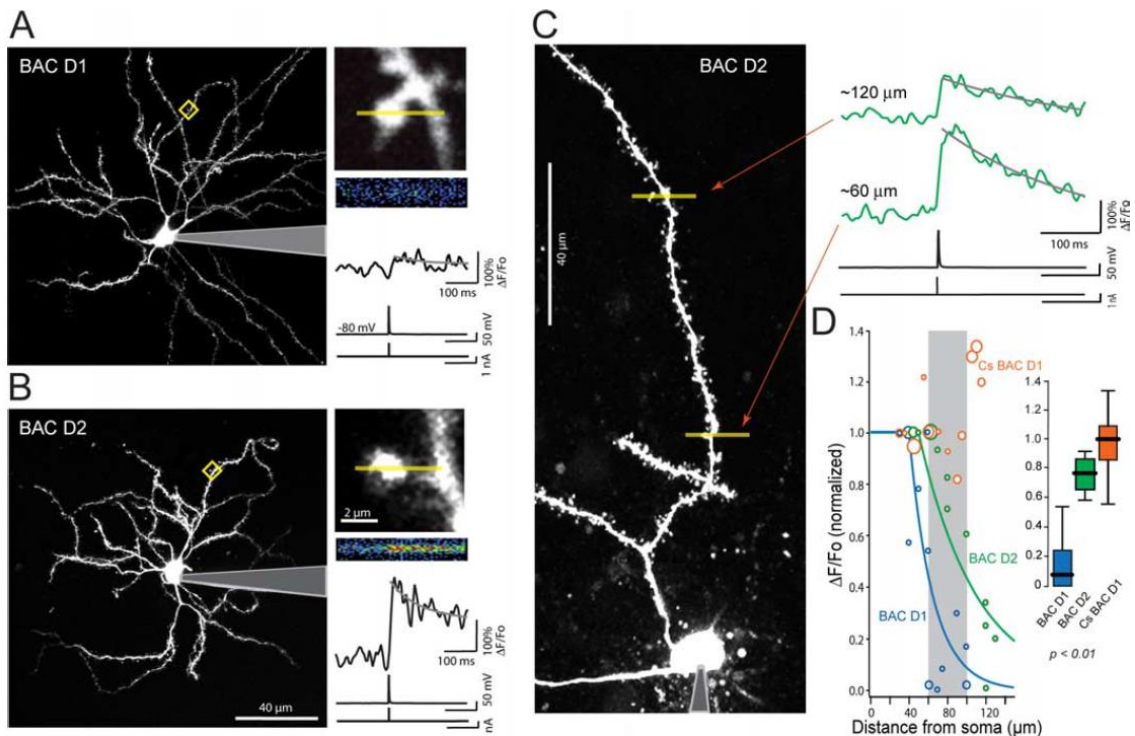 A
BAC D1
100%
ΔF/Fo
100 ms
-80 mV
50 mV
1 nA
B
BAC D2
2 µm
100%
ΔF/Fo
100 ms
50 mV
nA
40 µm
C
BAC D2
40 µm
~120 µm
~60 µm
100%
ΔF/Fo
100 ms
50 mV
1 nA
D
ΔF/Fo (normalized)
1.4
1.2
1.0
0.8
0.6
0.4
0.2
0.0
0 40 80 120
Distance from soma (µm)
Cs BAC D1
BAC D2
BAC D1
1.4
1.2
1.0
0.8
0.6
0.4
0.2
0
BAC D1
BAC D2
Cs BAC D1
p < 0.01